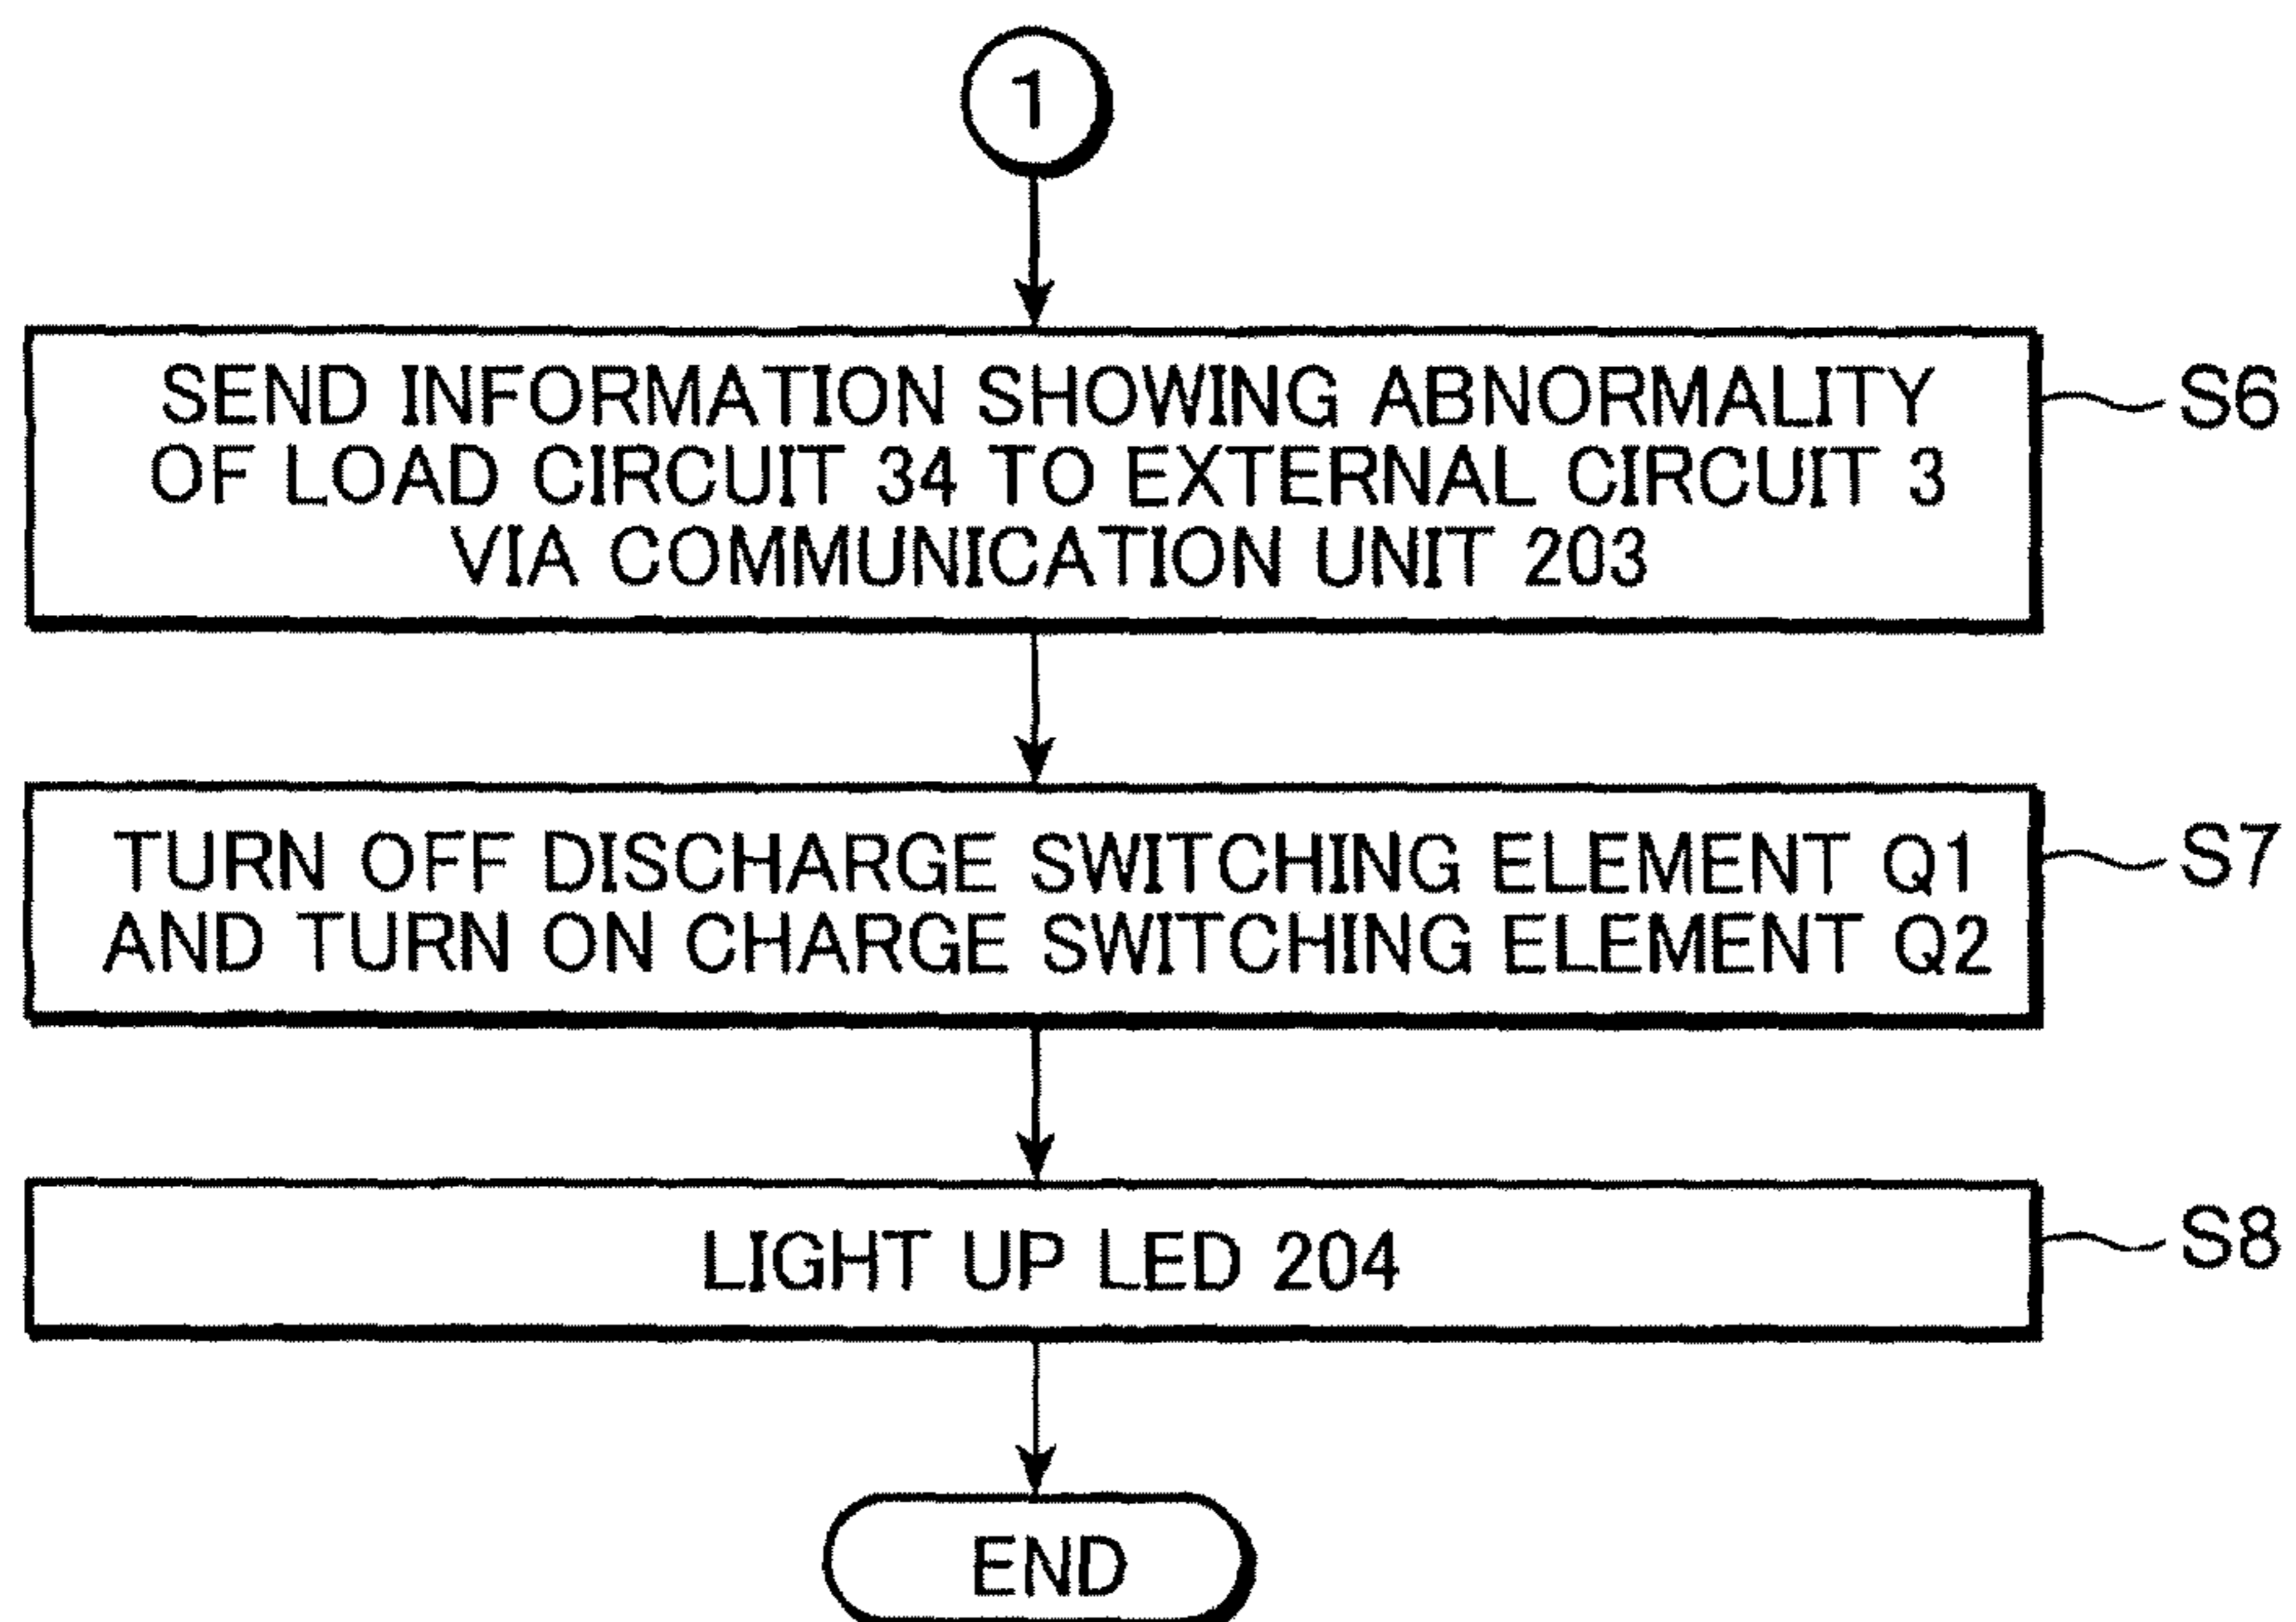 1
SEND INFORMATION SHOWING ABNORMALITY
OF LOAD CIRCUIT 34 TO EXTERNAL CIRCUIT 3
VIA COMMUNICATION UNIT 203
S6
TURN OFF DISCHARGE SWITCHING ELEMENT Q1
AND TURN ON CHARGE SWITCHING ELEMENT Q2
S7
LIGHT UP LED 204
S8
END